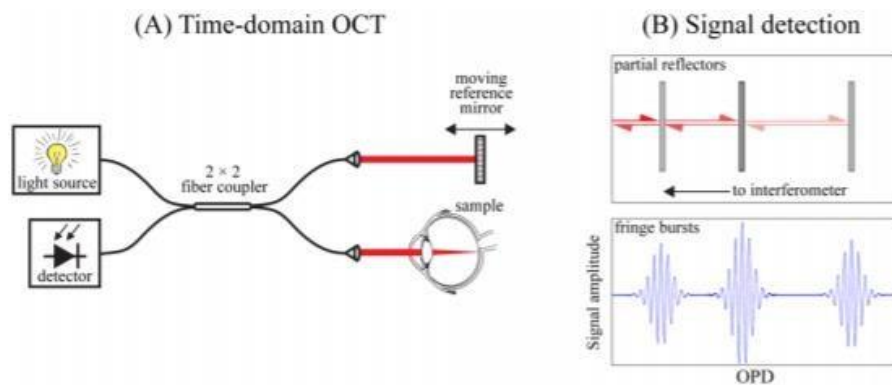 (A) Time-domain OCT
(B) Signal detection
moving
reference
mirror
light source
2 × 2
fiber coupler
sample
detector
partial reflectors
to interferometer
fringe bursts
Signal amplitude
OPD